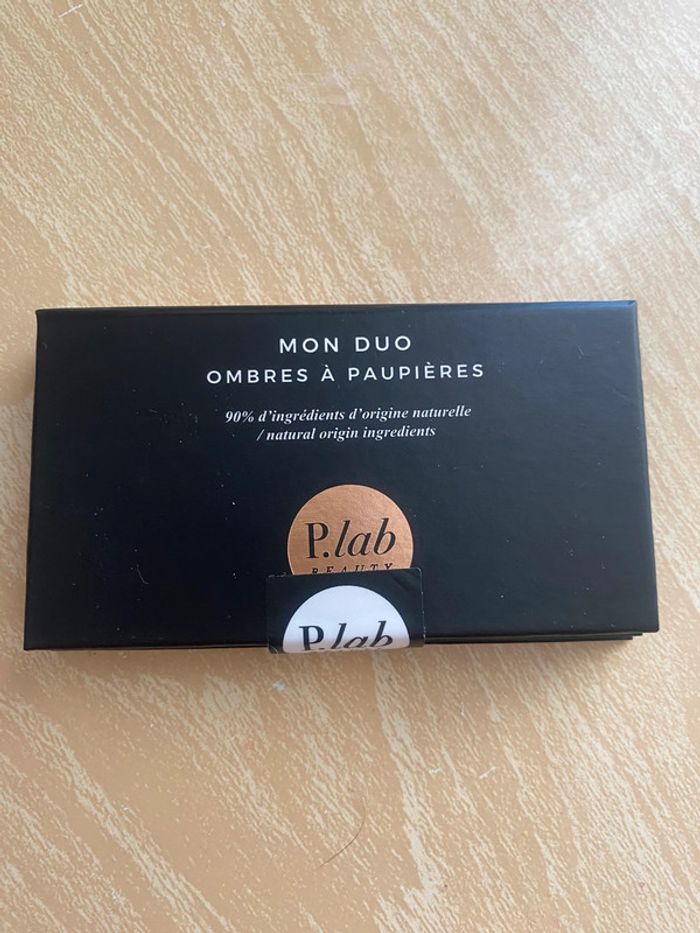 MON DUO
OMBRES À PAUPIÈRES
90% d'ingrédients d'origine naturelle
/ natural origin ingredients
P.lab
BEAUTY
P.lab